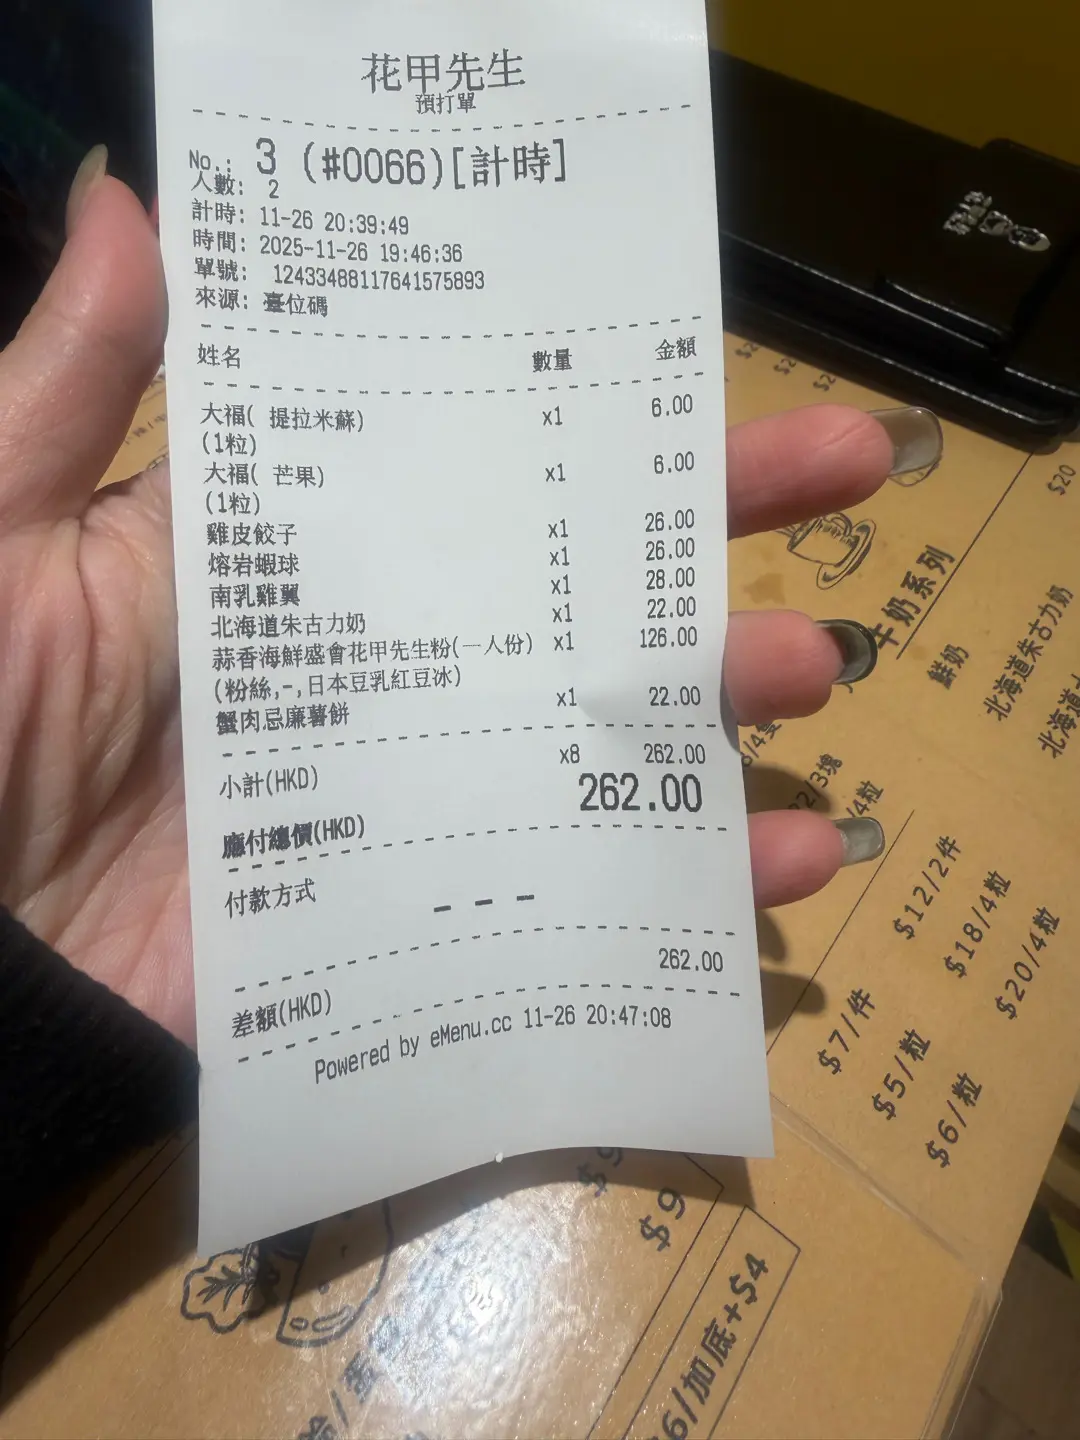 花甲先生
預打單
No.: 3 (#0066)[計時]
人數: 2
計時: 11-26 20:39:49
時間: 2025-11-26 19:46:36
單號: 12433488117641575893
來源: 臺位碼
姓名 數量 金額
大福( 提拉米蘇) x1 6.00
(1粒)
大福( 芒果) x1 6.00
(1粒)
雞皮餃子 x1 26.00
熔岩蝦球 x1 26.00
南乳雞翼 x1 28.00
北海道朱古力奶 x1 22.00
蒜香海鮮盛會花甲先生粉(一人份) x1 126.00
(粉絲,-,日本豆乳紅豆冰)
蟹肉忌廉薯餅 x1 22.00
小計(HKD) x8 262.00
應付總價(HKD) 262.00
付款方式 ---
差額(HKD) 262.00
Powered by eMenu.cc 11-26 20:47:08
$20
牛奶系列
鮮奶
北海道朱古力奶
/4粒
$12/2件
$18/4粒
$20/4粒
$7/件
$5/粒
$6/粒
$9
$9
6/加底+$4